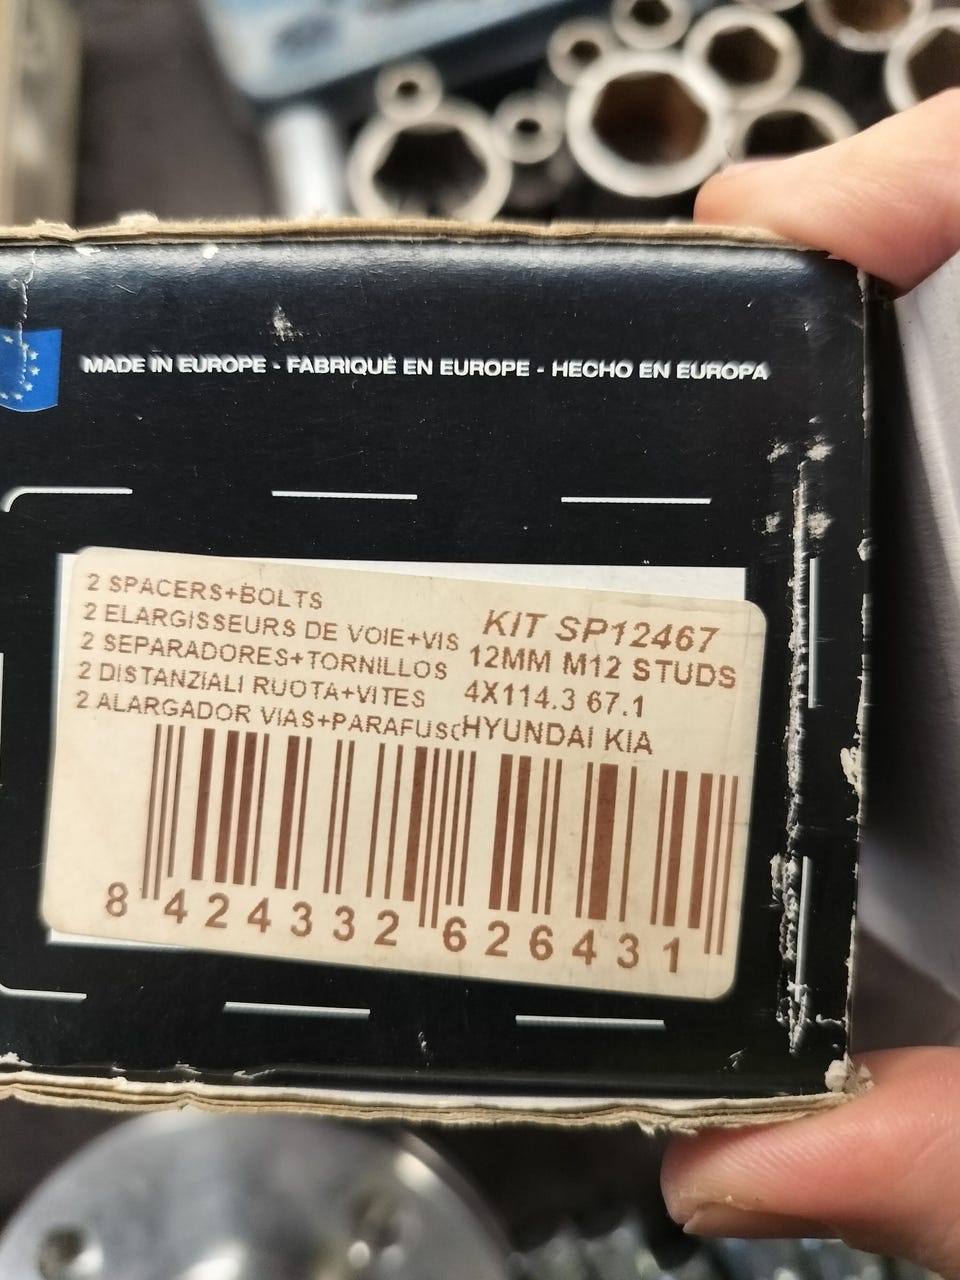 MADE IN EUROPE - FABRIQUÉ EN EUROPE - HECHO EN EUROPA
2 SPACERS+BOLTS
2 ELARGISSEURS DE VOIE+VIS
2 SEPARADORES+TORNILLOS
2 DISTANZIALI RUOTA+VITES
2 ALARGADOR VIAS+PARAFUSO
KIT SP12467
12MM M12 STUDS
4X114.3 67.1
HYUNDAI KIA
8 424332 626431